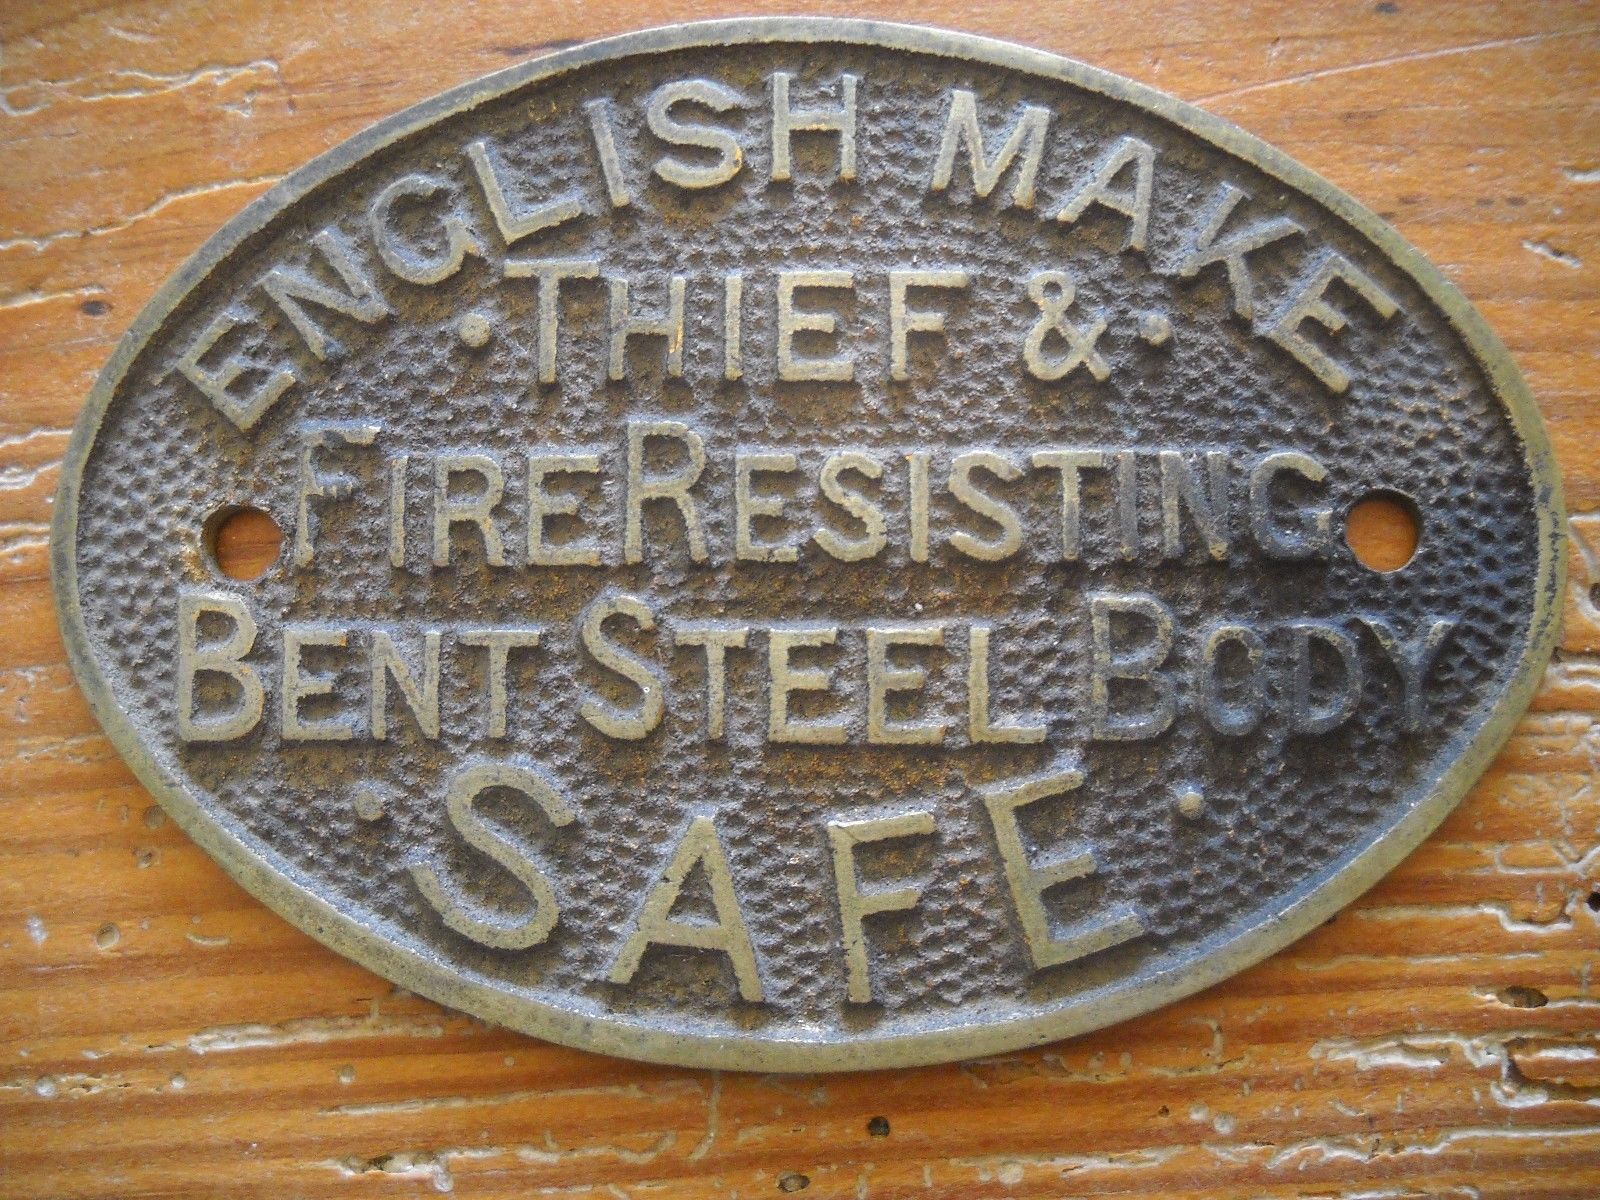 ENGLISH MAKE
· THIEF & ·
FIRE RESISTING
BENT STEEL BODY
· SAFE ·